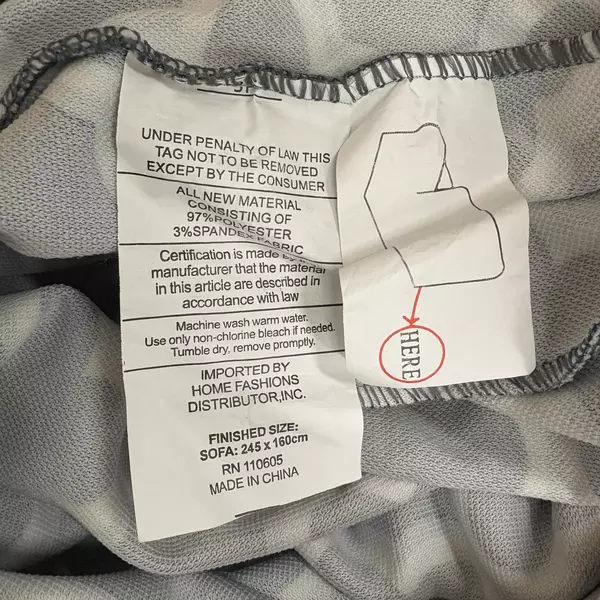 UNDER PENALTY OF LAW THIS
TAG NOT TO BE REMOVED
EXCEPT BY THE CONSUMER
ALL NEW MATERIAL
CONSISTING OF
97%POLYESTER
3%SPANDEX FABRIC
Certification is made by
manufacturer that the material
in this article are described in
accordance with law
Machine wash warm water.
Use only non-chlorine bleach if needed.
Tumble dry, remove promptly.
IMPORTED BY
HOME FASHIONS
DISTRIBUTOR,INC.
FINISHED SIZE:
SOFA: 245 x 160cm
RN 110605
MADE IN CHINA
HERE